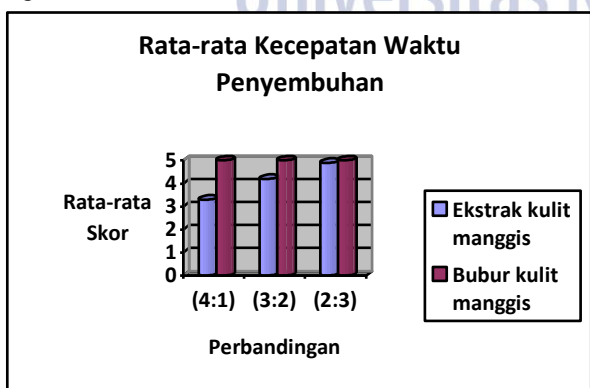 Universitas N
Rata-rata Kecepatan Waktu
Penyembuhan
Rata-rata
Skor
5
4
3
2
1
0
(4:1) (3:2) (2:3)
Perbandingan
Ekstrak kulit
manggis
Bubur kulit
manggis